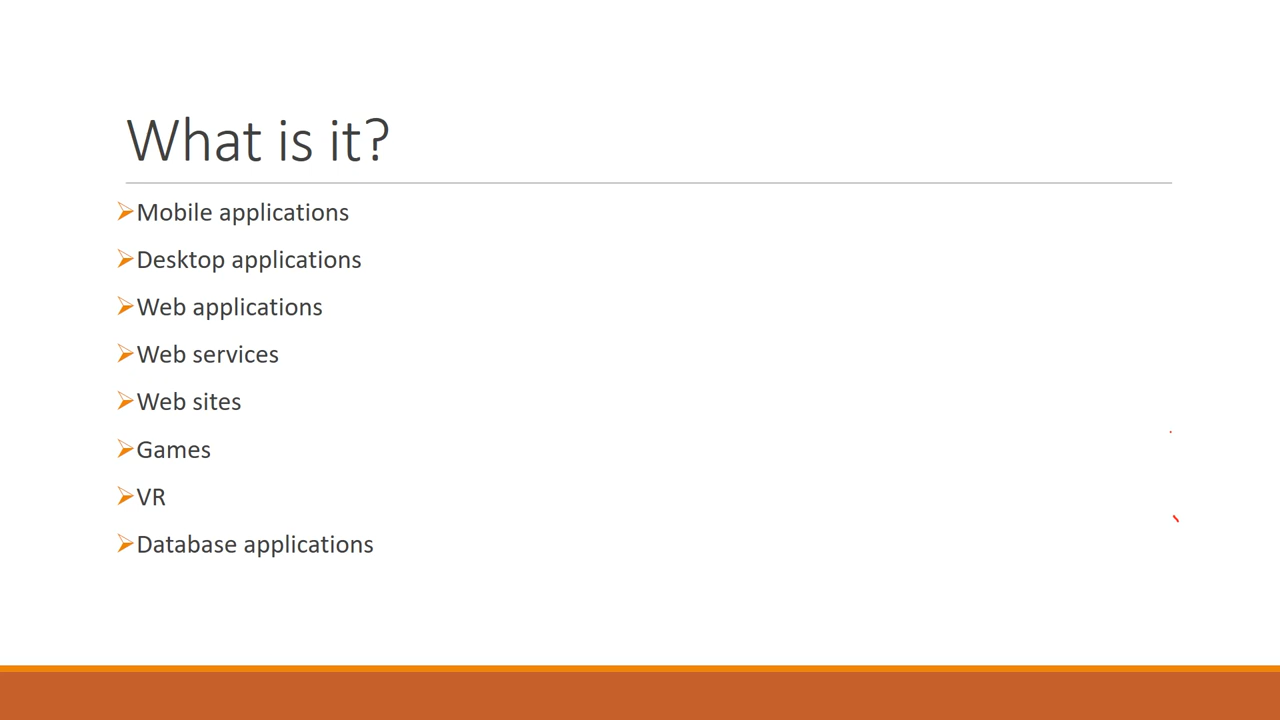 What is it?
Mobile applications
Desktop applications
Web applications
Web services
Web sites
Games
VR
Database applications